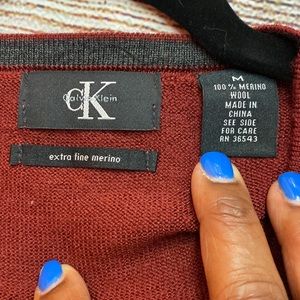 cK
Calvin Klein
extra fine merino
M
100% MERINO
WOOL
MADE IN
CHINA
SEE SIDE
FOR CARE
RN 36543